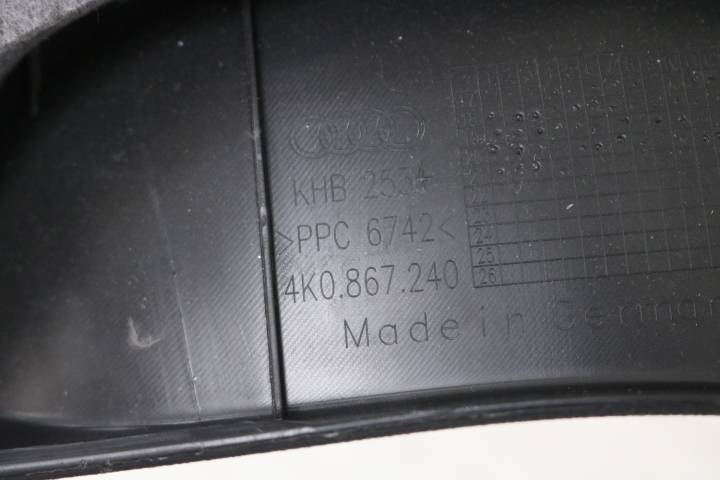 KHB 2534
>PPC 6742<
4K0.867.240
Made in German
24
25
26